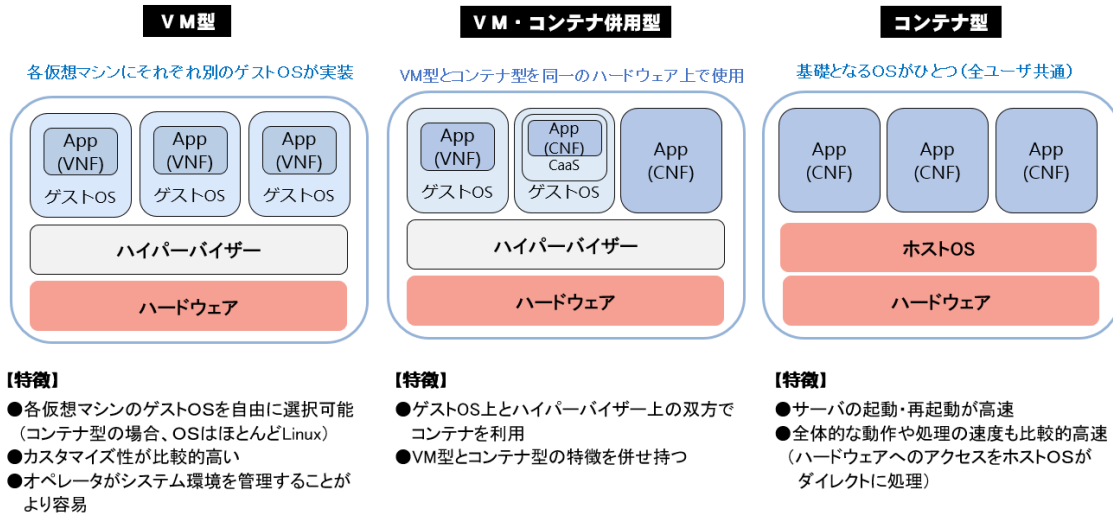 VM型
各仮想マシンにそれぞれ別のゲストOSが実装
App
(VNF)
ゲストOS
App
(VNF)
ゲストOS
App
(VNF)
ゲストOS
ハイパーバイザー
ハードウェア
【特徴】
●各仮想マシンのゲストOSを自由に選択可能
(コンテナ型の場合、OSはほとんどLinux)
●カスタマイズ性が比較的高い
●オペレータがシステム環境を管理することが
より容易
VM・コンテナ併用型
VM型とコンテナ型を同一のハードウェア上で使用
App
(VNF)
ゲストOS
App
(CNF)
CaaS
ゲストOS
App
(CNF)
ハイパーバイザー
ハードウェア
【特徴】
●ゲストOS上とハイパーバイザー上の双方で
コンテナを利用
●VM型とコンテナ型の特徴を併せ持つ
コンテナ型
基礎となるOSがひとつ(全ユーザ共通)
App
(CNF)
App
(CNF)
App
(CNF)
ホストOS
ハードウェア
【特徴】
●サーバの起動・再起動が高速
●全体的な動作や処理の速度も比較的高速
(ハードウェアへのアクセスをホストOSが
ダイレクトに処理)